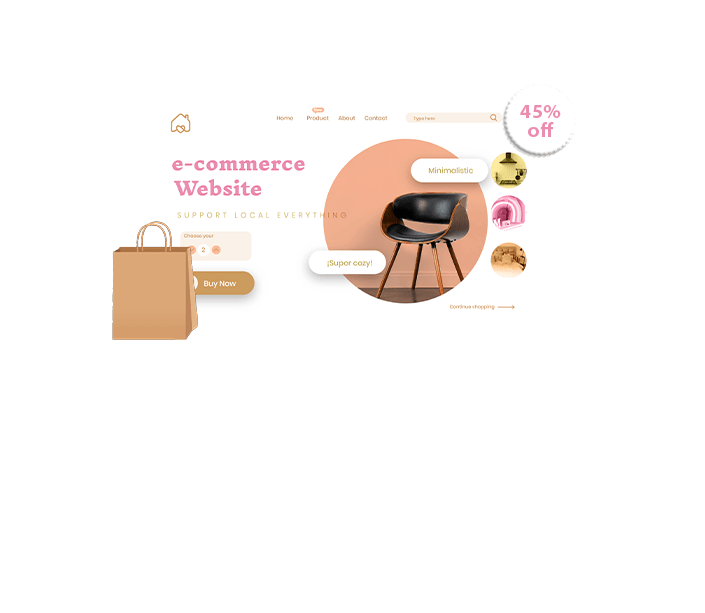 New
Home Product About Contact
Type here
45%
off
e-commerce
Website
Minimalistic
SUPPORT LOCAL EVERYTHING
Choose your
2
¡Super cozy!
Buy Now
Continue shopping